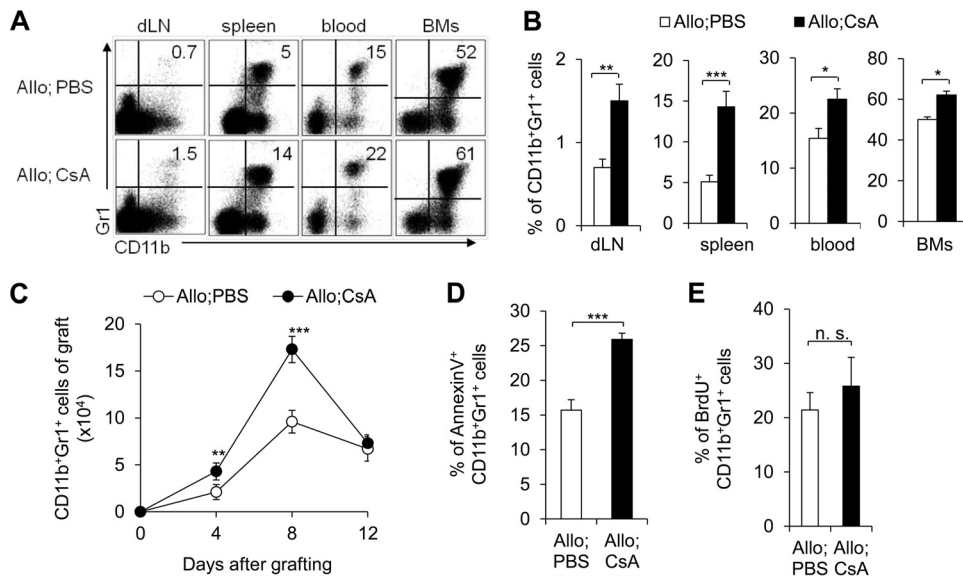 A
dLN spleen blood BMs
Allo; PBS
0.7 5 15 52
Allo; CsA
1.5 14 22 61
Gr1
CD11b
B
Allo;PBS Allo;CsA
% of CD11b+Gr1+ cells
2
1
0
**
dLN
20
15
10
5
0
***
spleen
30
20
10
0
*
blood
80
60
40
20
0
*
BMs
C
Allo;PBS Allo;CsA
CD11b+Gr1+ cells of graft
(x10⁴)
20
15
10
5
0
**
***
0 4 8 12
Days after grafting
D
% of AnnexinV+
CD11b+Gr1+ cells
30
25
20
15
10
5
0
***
Allo; Allo;
PBS CsA
E
% of BrdU+
CD11b+Gr1+ cells
40
30
20
10
0
n. s.
Allo; Allo;
PBS CsA